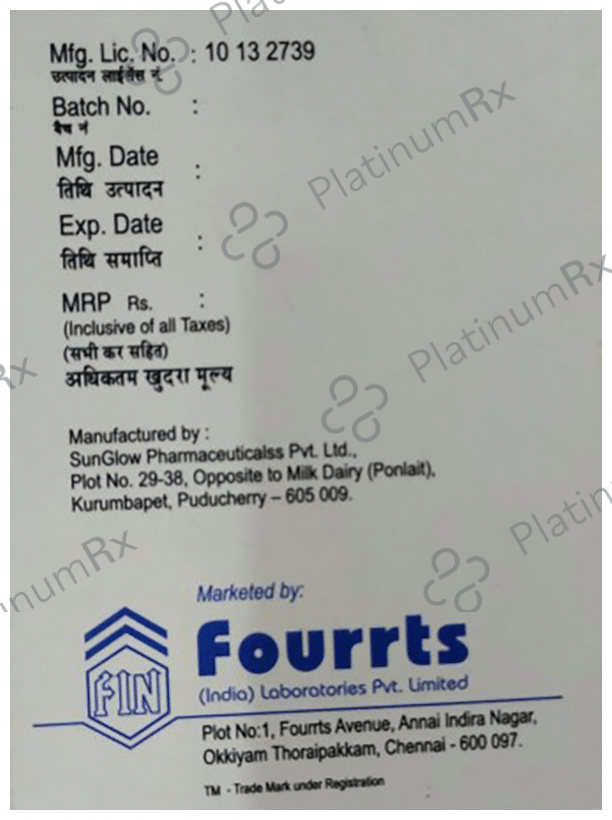 Mfg. Lic. No. : 10 13 2739
उत्पादन लाईसेंस नं
Batch No. :
बैच नं
Mfg. Date :
तिथि उत्पादन
Exp. Date :
तिथि समाप्ति
MRP Rs. :
(Inclusive of all Taxes)
(सभी कर सहित)
अधिकतम खुदरा मूल्य
Manufactured by :
SunGlow Pharmaceuticalss Pvt. Ltd.,
Plot No. 29-38, Opposite to Milk Dairy (Ponlait),
Kurumbapet, Puducherry – 605 009.
Marketed by:
FIN
Fourrts
(India) Laboratories Pvt. Limited
Plot No:1, Fourrts Avenue, Annai Indira Nagar,
Okkiyam Thoraipakkam, Chennai - 600 097.
TM - Trade Mark under Registration
PlatinumRx
PlatinumRx
PlatinumRx